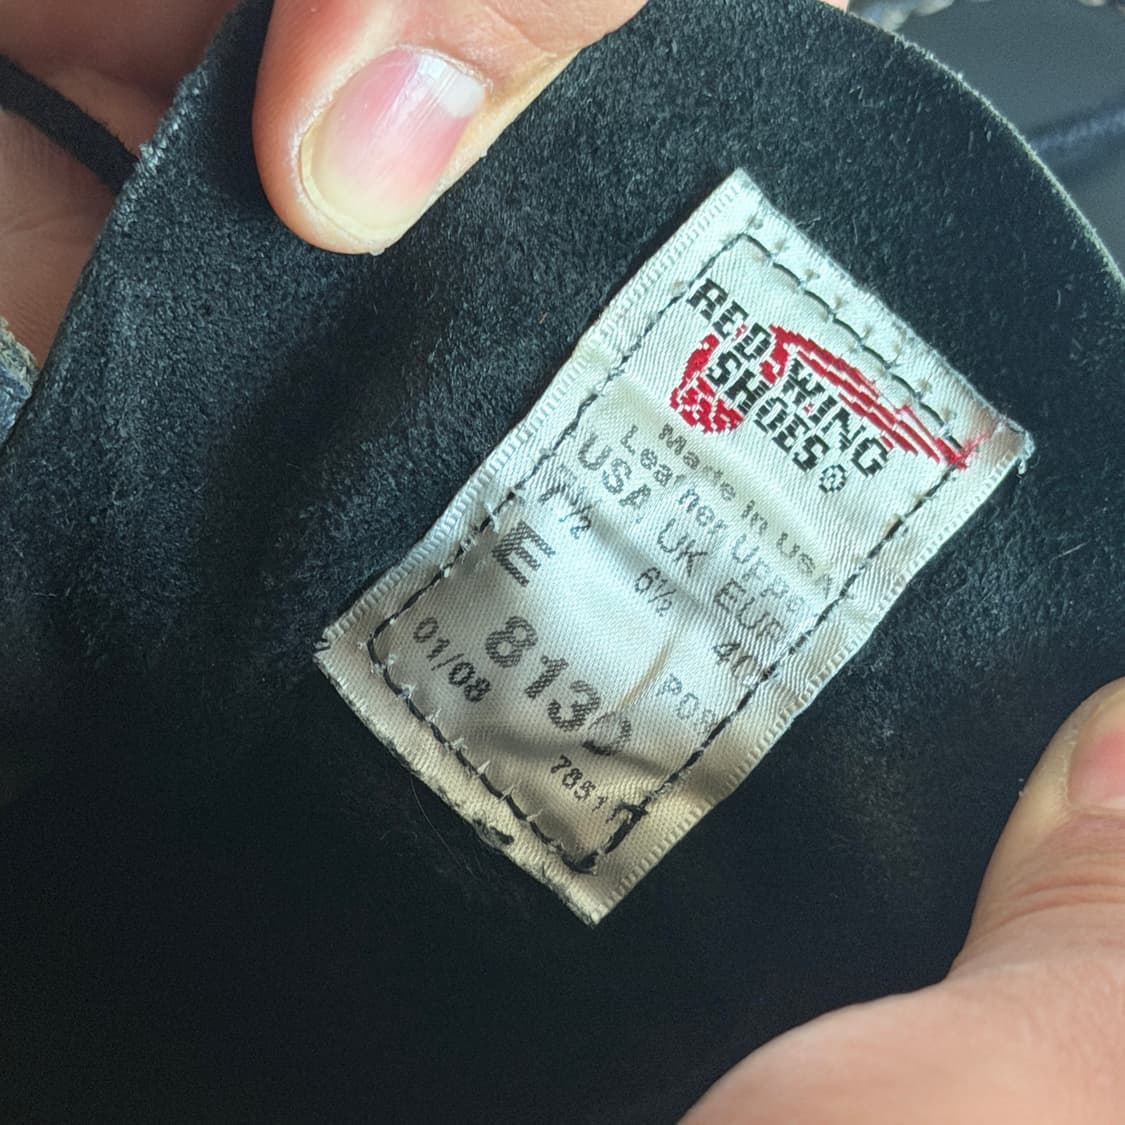 RED WING
SHOES®
Made in USA
Leather Upper
USA UK EUR
7½ 6½ 40
E
8130
01/08